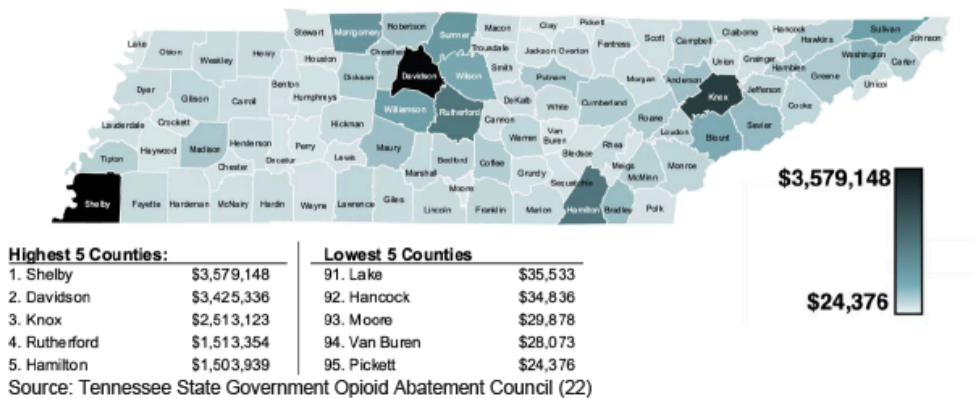 Lake Obion Weakley Henry Stewart Montgomery Robertson Sumner Macon Clay Pickett
Houston Cheatham Trousdale Jackson Overton Fentress Scott Campbell Claiborne Hancock Hawkins Sullivan Johnson
Dyer Gibson Carroll Benton Humphreys Dickson Davidson Wilson Smith Putnam Morgan Anderson Union Grainger Hamblen Greene Washington Carter Unicoi
Lauderdale Crockett Haywood Madison Henderson Decatur Perry Hickman Williamson Rutherford Cannon DeKalb White Cumberland Roane Knox Jefferson Cocke
Tipton Chester Lewis Maury Marshall Bedford Coffee Warren Van Buren Bledsoe Rhea Meigs McMinn Loudon Monroe Blount Sevier
Shelby Fayette Hardeman McNairy Hardin Wayne Lawrence Giles Lincoln Moore Franklin Grundy Marion Sequatchie Hamilton Bradley Polk
$3,579,148
$24,376
Highest 5 Counties:
1. Shelby $3,579,148
2. Davidson $3,425,336
3. Knox $2,513,123
4. Rutherford $1,513,354
5. Hamilton $1,503,939
Lowest 5 Counties
91. Lake $35,533
92. Hancock $34,836
93. Moore $29,878
94. Van Buren $28,073
95. Pickett $24,376
Source: Tennessee State Government Opioid Abatement Council (22)